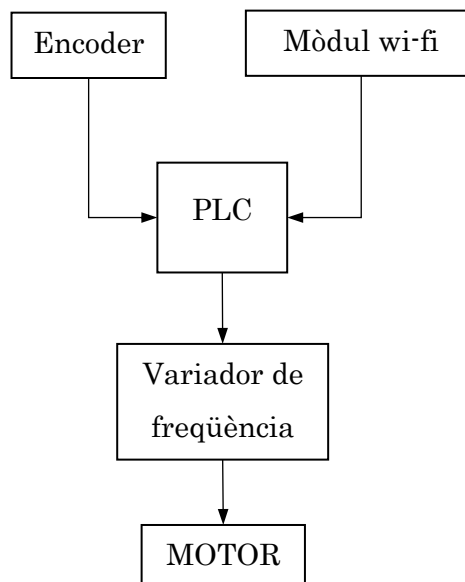 Encoder
Mòdul wi-fi
PLC
Variador de
freqüència
MOTOR